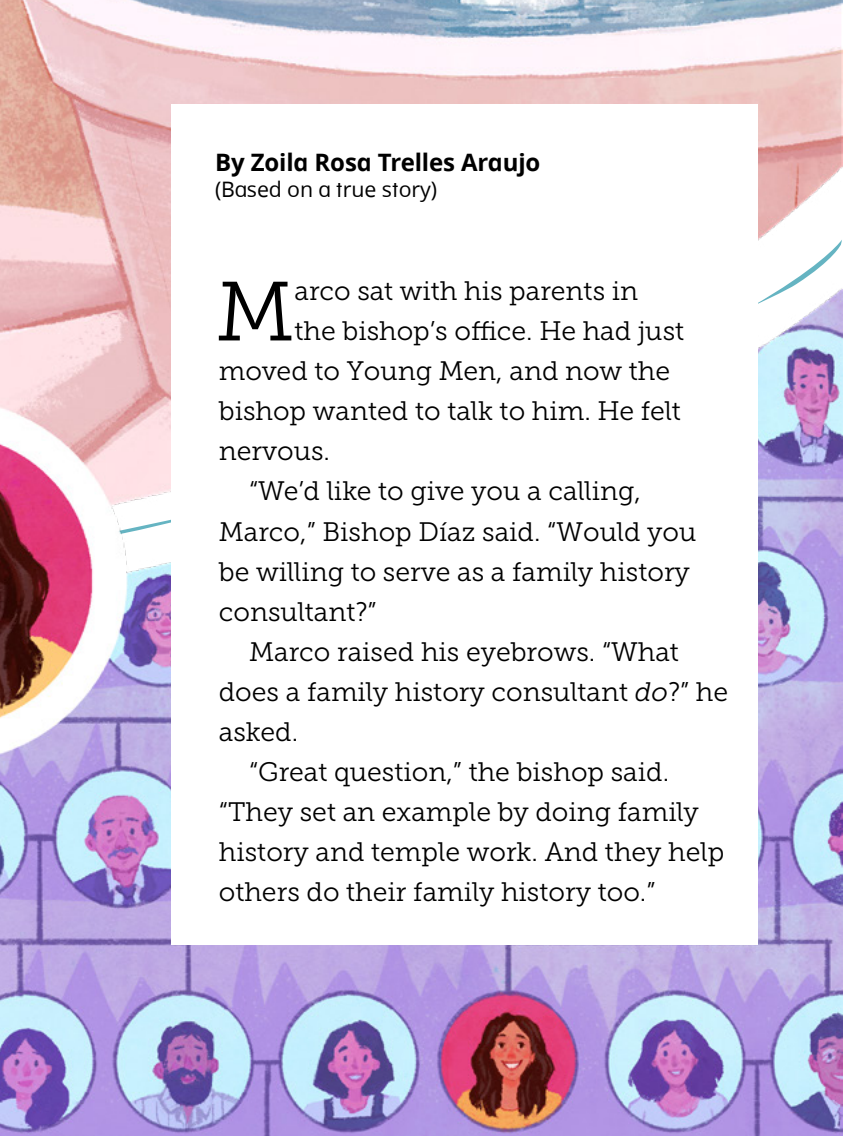 By Zoila Rosa Trelles Araujo
(Based on a true story)
Marco sat with his parents in
the bishop’s office. He had just
moved to Young Men, and now the
bishop wanted to talk to him. He felt
nervous.
“We’d like to give you a calling,
Marco,” Bishop Díaz said. “Would you
be willing to serve as a family history
consultant?”
Marco raised his eyebrows. “What
does a family history consultant do?” he
asked.
“Great question,” the bishop said.
“They set an example by doing family
history and temple work. And they help
others do their family history too.”